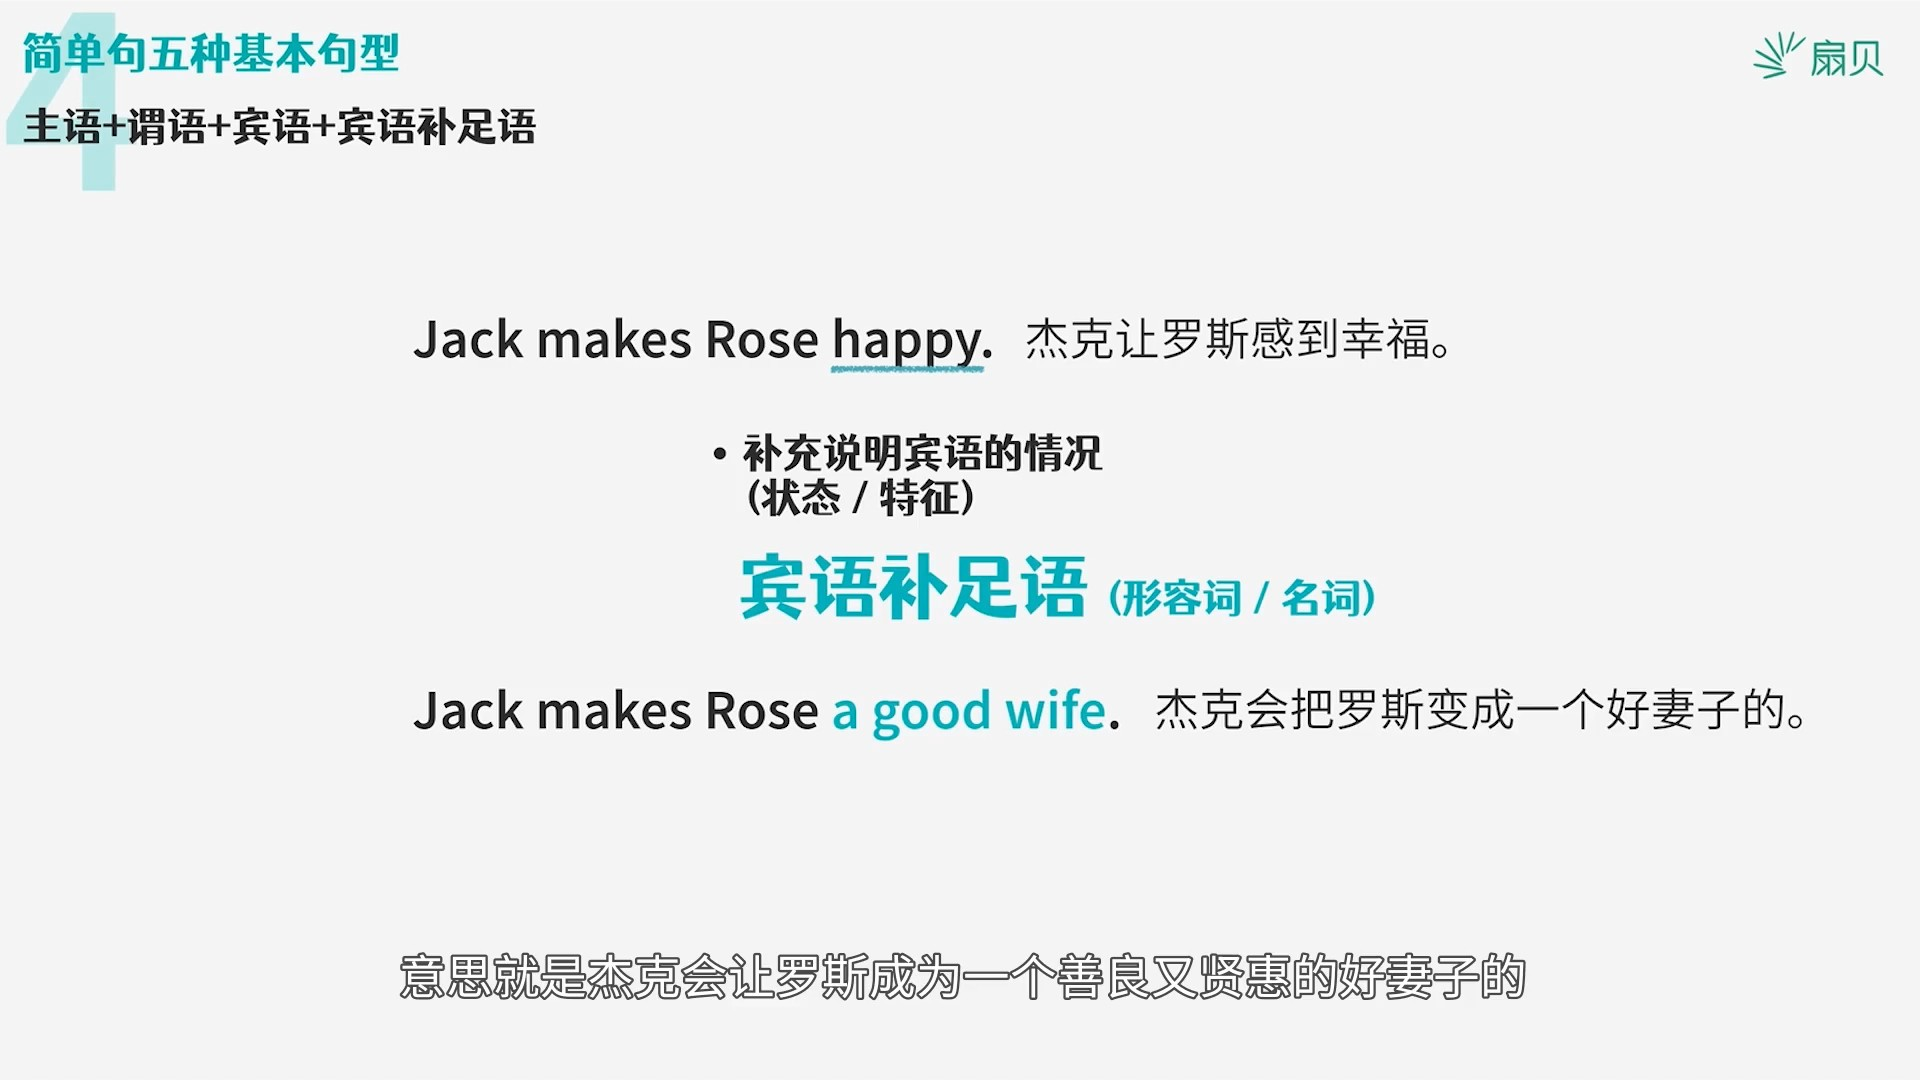 4
简单句五种基本句型
扇贝
主语+谓语+宾语+宾语补足语
Jack makes Rose happy. 杰克让罗斯感到幸福。
• 补充说明宾语的情况
(状态 / 特征)
宾语补足语 (形容词 / 名词)
Jack makes Rose a good wife. 杰克会把罗斯变成一个好妻子的。
意思就是杰克会让罗斯成为一个善良又贤惠的好妻子的